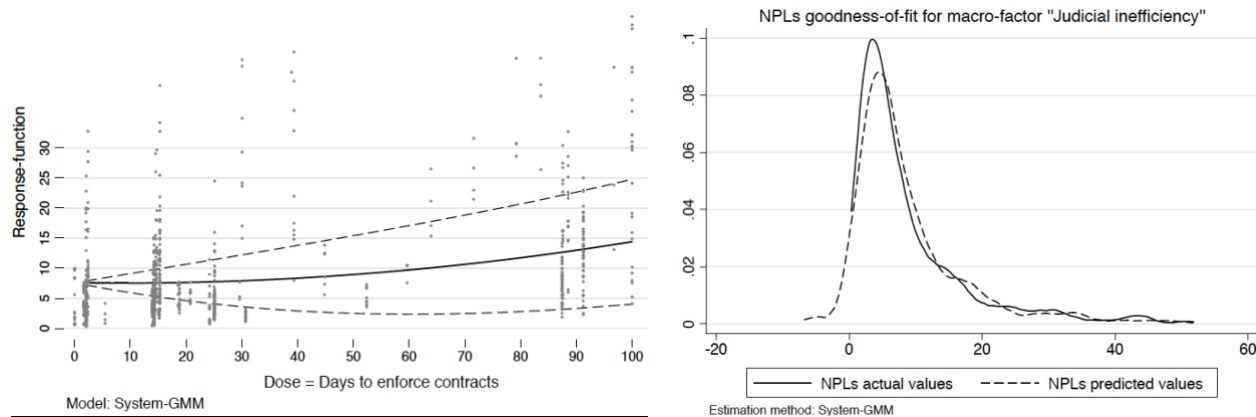 Response-function
30
25
20
15
10
5
0
0 10 20 30 40 50 60 70 80 90 100
Dose = Days to enforce contracts
Model: System-GMM
NPLs goodness-of-fit for macro-factor "Judicial inefficiency"
.1
.08
.06
.04
.02
0
-20 0 20 40 60
NPLs actual values NPLs predicted values
Estimation method: System-GMM